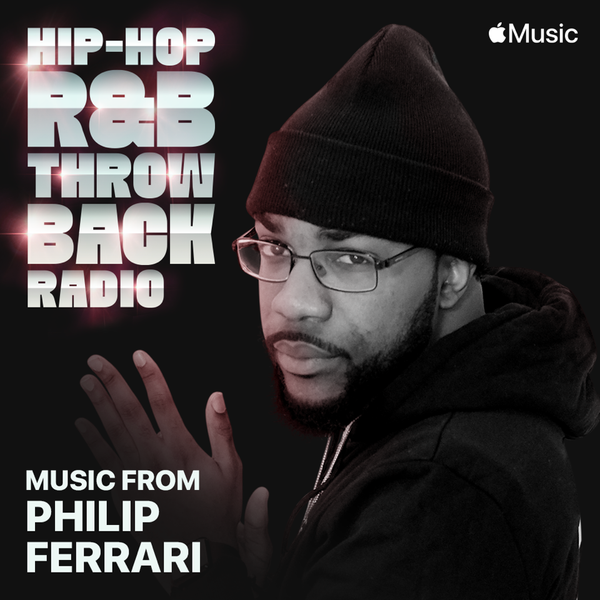 HIP-HOP
R&B
THROW
BACK
RADIO
Music
MUSIC FROM
PHILIP
FERRARI